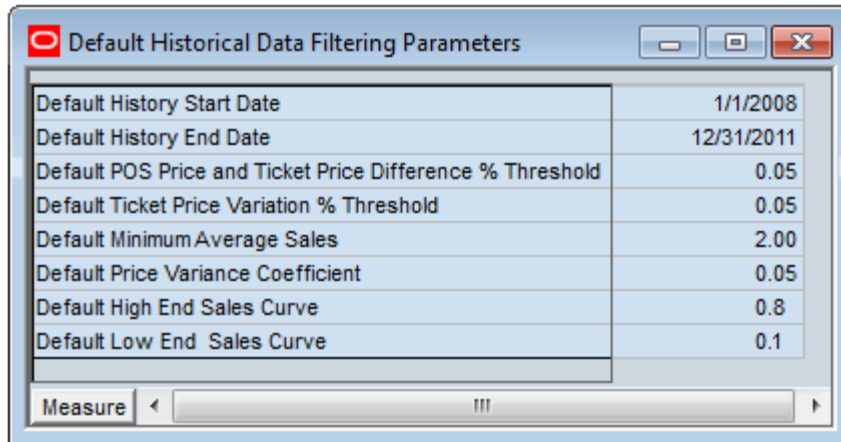 Default Historical Data Filtering Parameters
Default History Start Date 1/1/2008
Default History End Date 12/31/2011
Default POS Price and Ticket Price Difference % Threshold 0.05
Default Ticket Price Variation % Threshold 0.05
Default Minimum Average Sales 2.00
Default Price Variance Coefficient 0.05
Default High End Sales Curve 0.8
Default Low End  Sales Curve 0.1
Measure